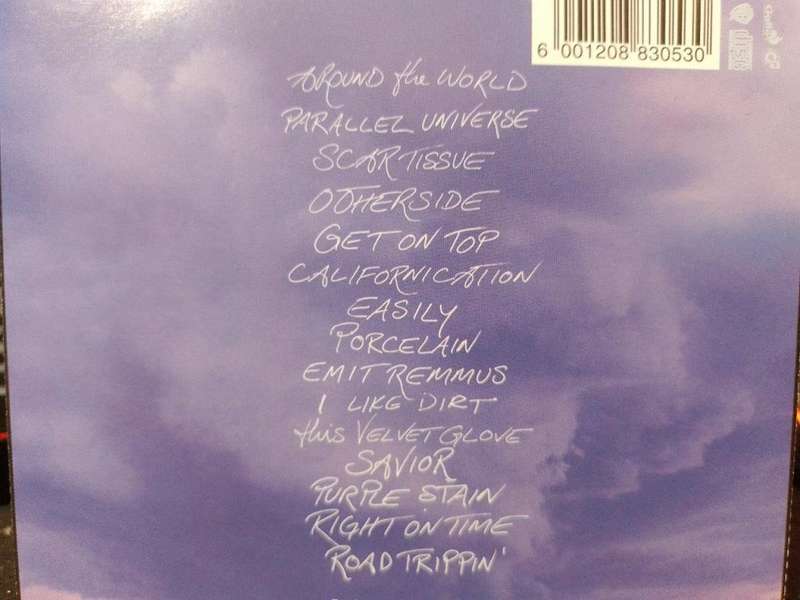 6 001208 830530
AROUND the WORLD
PARALLEL UNIVERSE
SCAR TISSUE
OTHERSIDE
GET ON TOP
CALIFORNICATION
EASILY
PORCELAIN
EMIT REMMUS
I LIKE DIRT
this VELVET GLOVE
SAVIOR
PURPLE STAIN
RIGHT ON TIME
ROAD TRIPPIN'